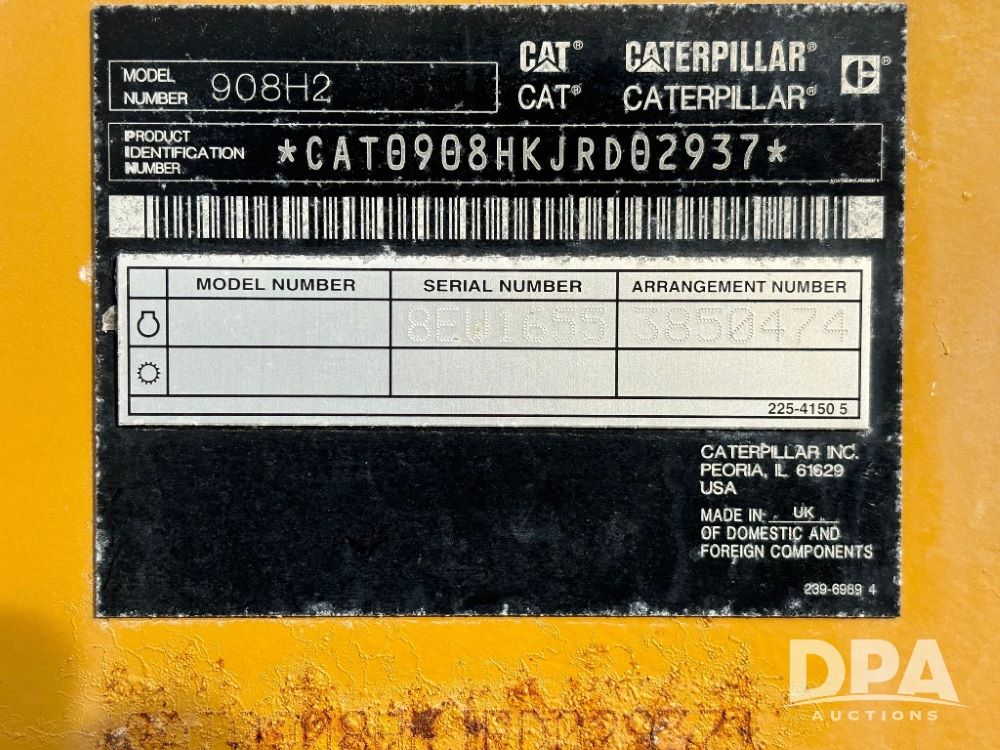 MODEL NUMBER 908H2
CAT® CATERPILLAR®
CAT® CATERPILLAR®
PRODUCT IDENTIFICATION NUMBER *CAT0908HKJRD02937*
MODEL NUMBER SERIAL NUMBER ARRANGEMENT NUMBER
8EW1655 3850474
225-4150 5
CATERPILLAR INC.
PEORIA, IL 61629
USA
MADE IN UK
OF DOMESTIC AND
FOREIGN COMPONENTS
239-6989 4
DPA
AUCTIONS